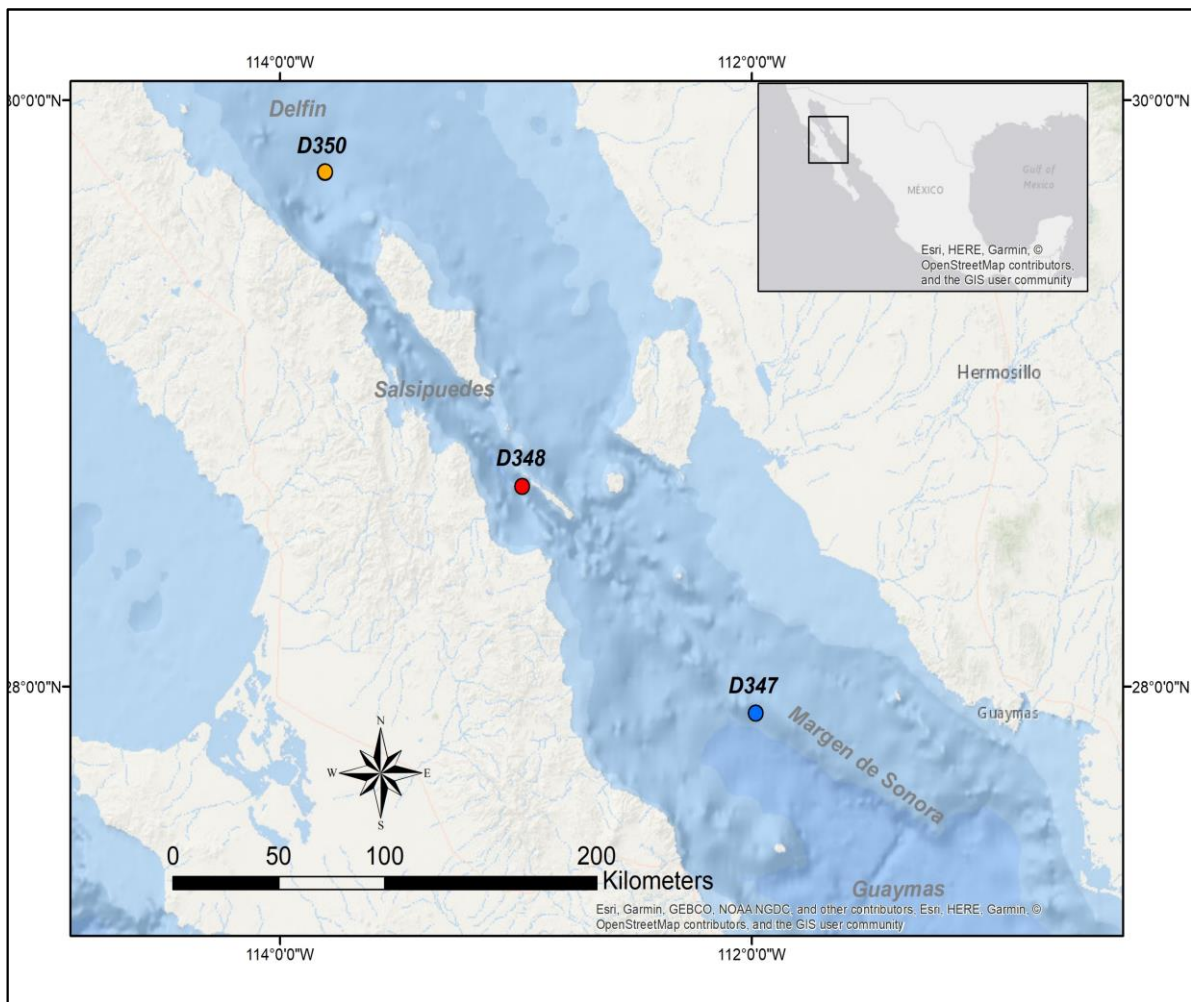 114°0'0"W
112°0'0"W
30°0'0"N
30°0'0"N
Delfin
D350
MÉXICO
Gulf of
Mexico
Esri, HERE, Garmin, ©
OpenStreetMap contributors,
and the GIS user community
Salsipuedes
Hermosillo
D348
28°0'0"N
28°0'0"N
D347
Guaymas
Margen de Sonora
N
W
E
S
0
50
100
200
Kilometers
Guaymas
Esri, Garmin, GEBCO, NOAA NGDC, and other contributors, Esri, HERE, Garmin, ©
OpenStreetMap contributors, and the GIS user community
114°0'0"W
112°0'0"W